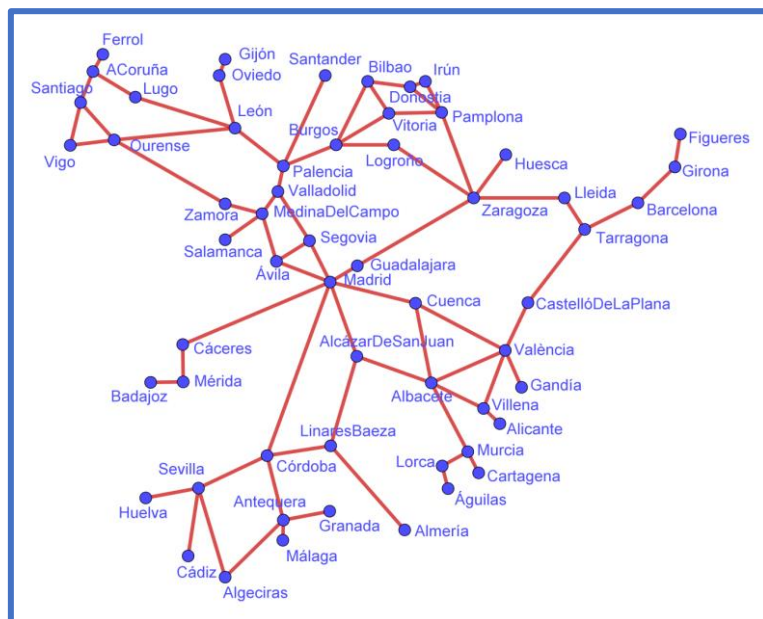 Ferrol
Gijón
Santander
Bilbao
Irún
ACoruña
Oviedo
Donostia
Santiago
Lugo
León
Burgos
Vitoria
Pamplona
Figueres
Vigo
Ourense
Palencia
Logrono
Huesca
Girona
Valladolid
Lleida
Zamora
MedinaDelCampo
Zaragoza
Barcelona
Salamanca
Segovia
Tarragona
Ávila
Guadalajara
Madrid
Cuenca
CastellóDeLaPlana
Cáceres
AlcázarDeSanJuan
València
Badajoz
Mérida
Albacete
Gandía
Villena
Alicante
LinaresBaeza
Murcia
Sevilla
Córdoba
Lorca
Cartagena
Huelva
Antequera
Granada
Águilas
Almería
Cádiz
Málaga
Algeciras